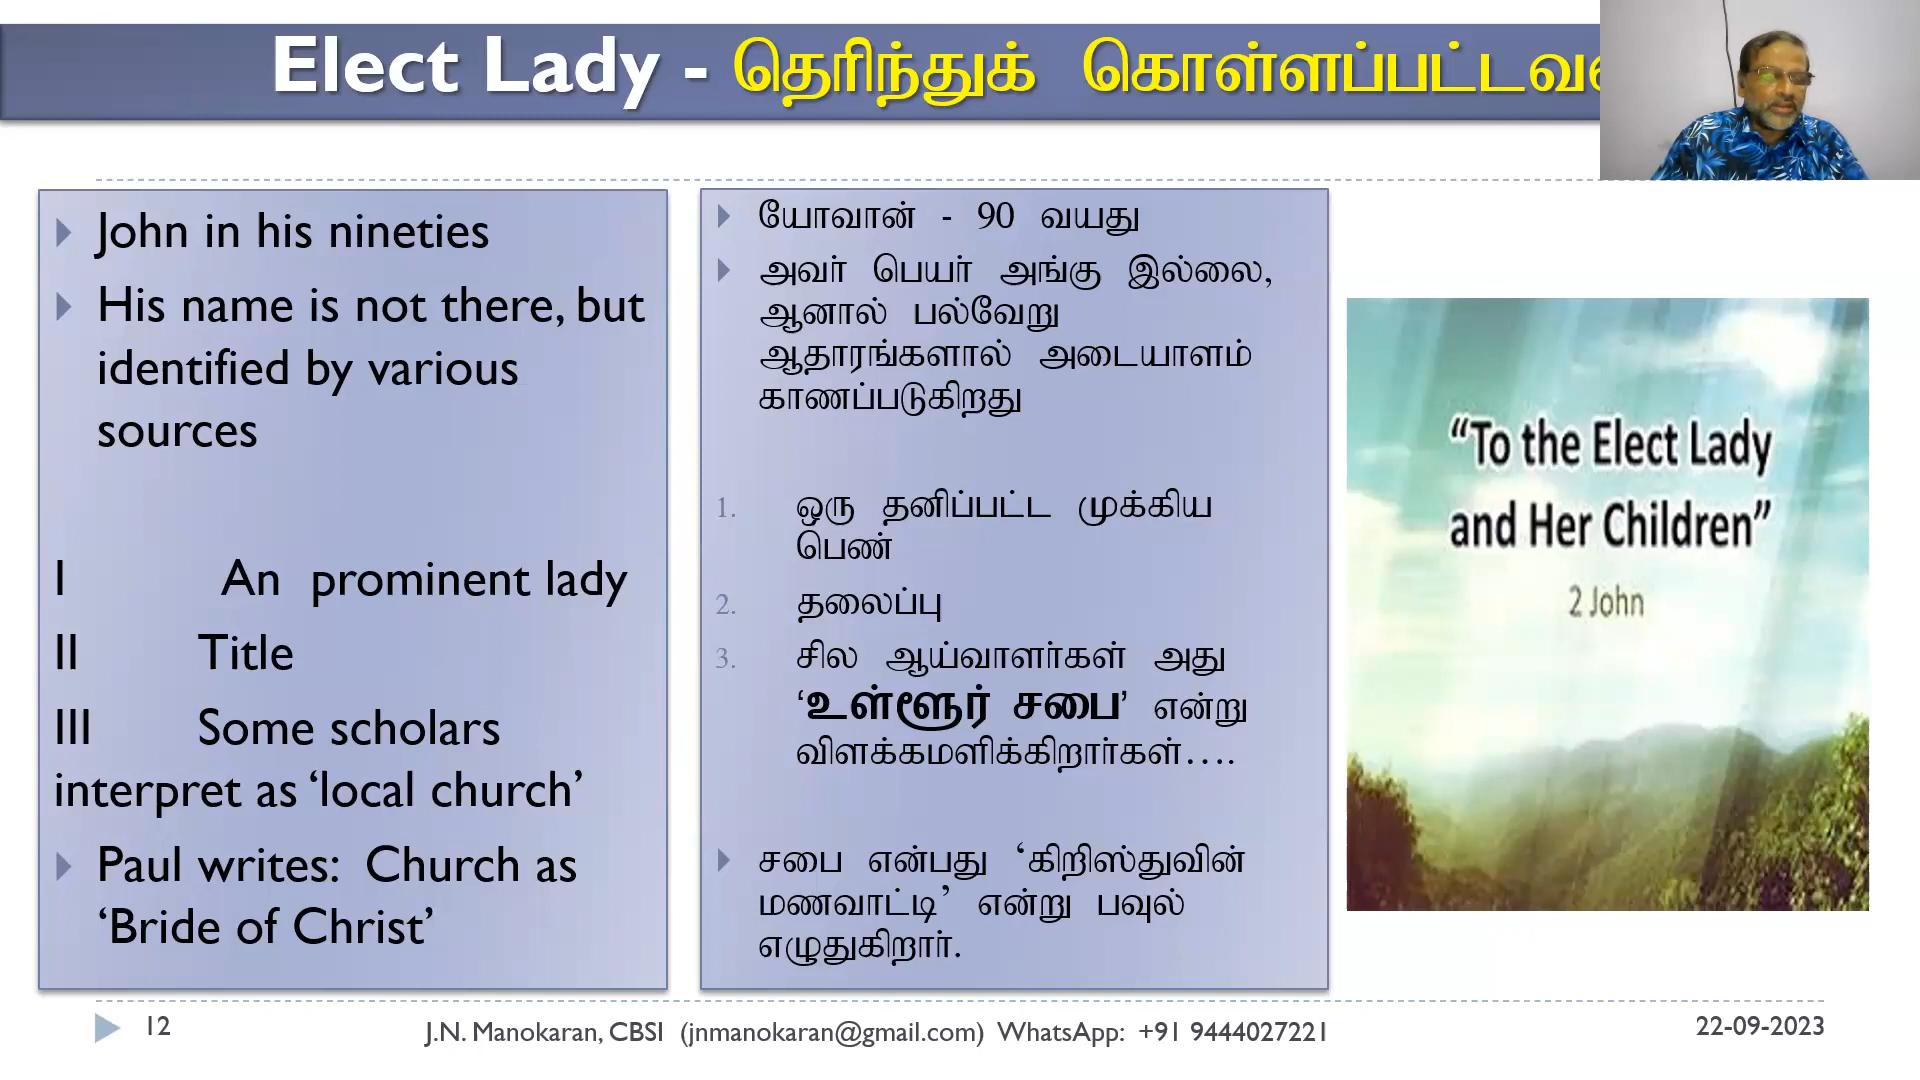 Elect Lady - தெரிந்துக் கொள்ளப்பட்டவ
John in his nineties
His name is not there, but
identified by various
sources
I An prominent lady
II Title
III Some scholars
interpret as ‘local church’
Paul writes: Church as
‘Bride of Christ’
யோவான் - 90 வயது
அவர் பெயர் அங்கு இல்லை,
ஆனால் பல்வேறு
ஆதாரங்களால் அடையாளம்
காணப்படுகிறது
1. ஒரு தனிப்பட்ட முக்கிய
பெண்
2. தலைப்பு
3. சில ஆய்வாளர்கள் அது
‘உள்ளூர் சபை’ என்று
விளக்கமளிக்கிறார்கள்….
சபை என்பது ‘கிறிஸ்துவின்
மணவாட்டி’ என்று பவுல்
எழுதுகிறார்.
“To the Elect Lady
and Her Children”
2 John
12
J.N. Manokaran, CBSI (jnmanokaran@gmail.com) WhatsApp: +91 9444027221
22-09-2023